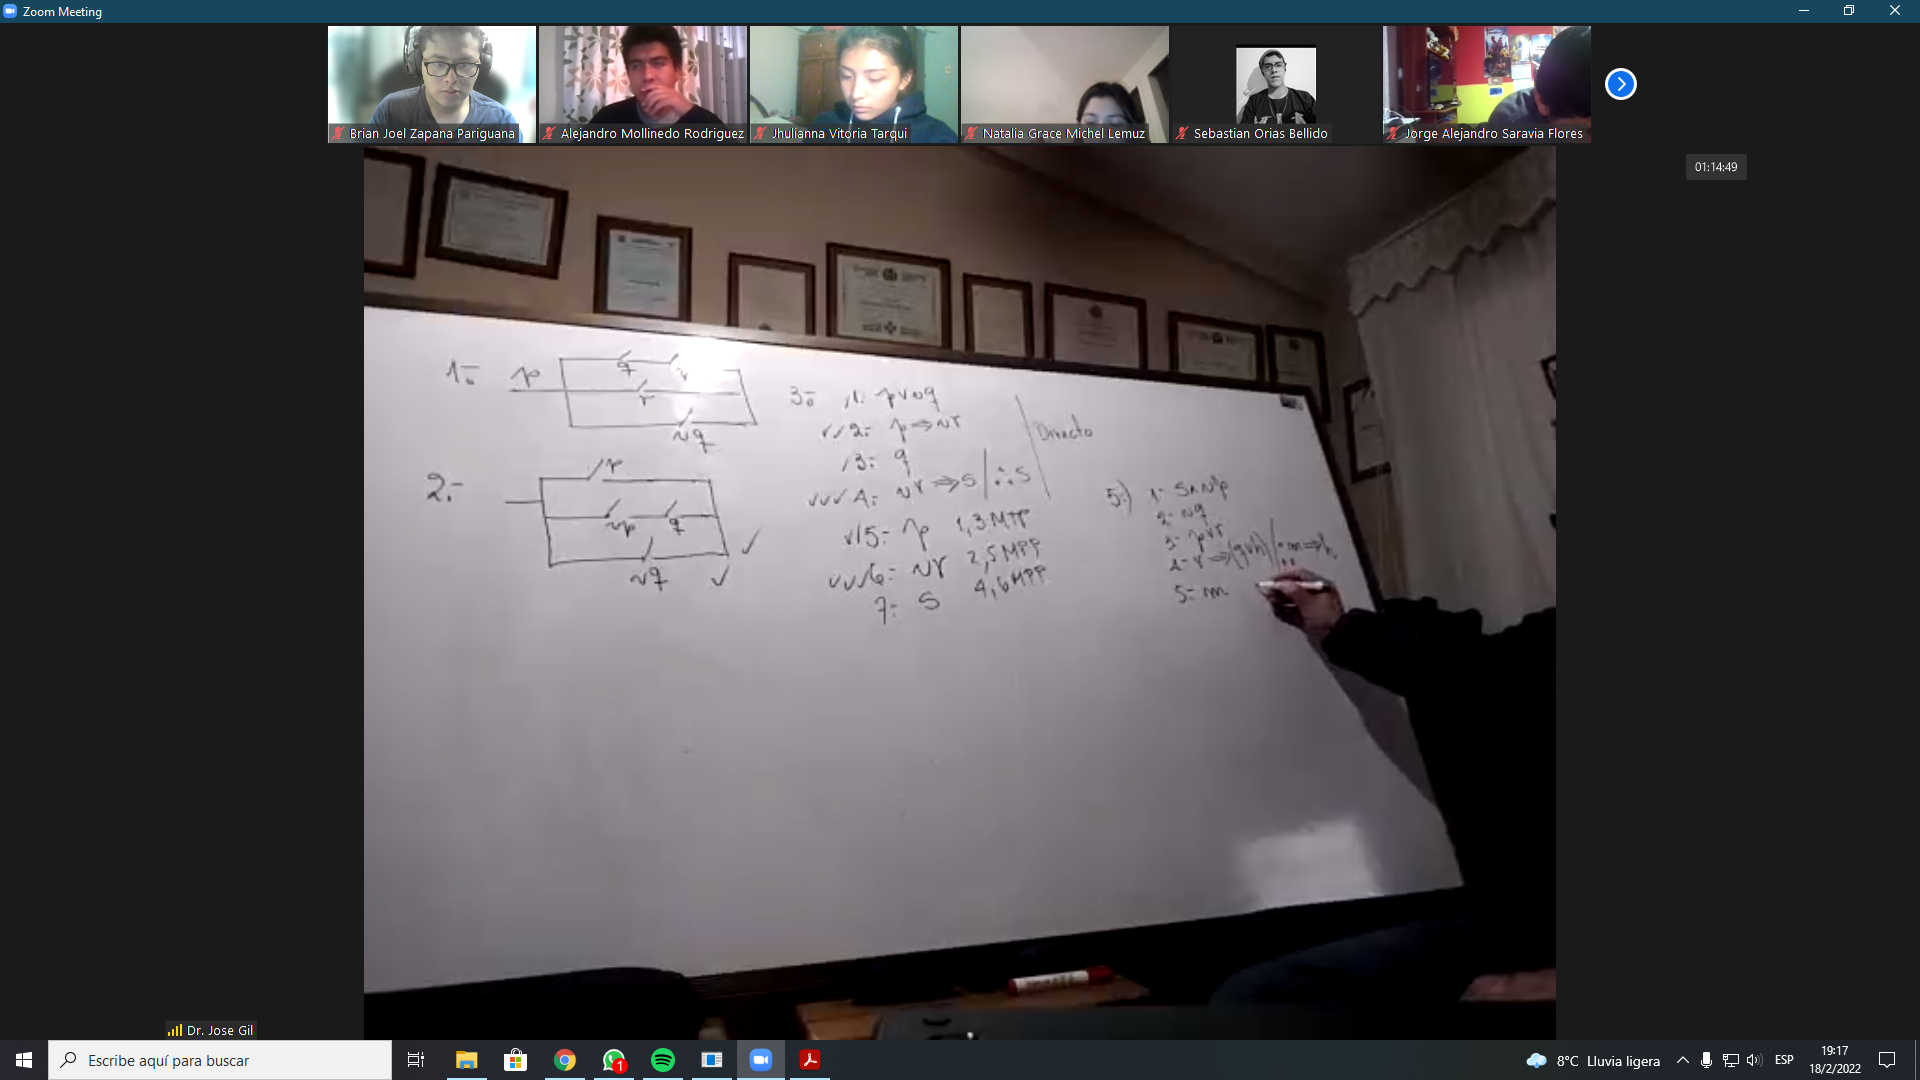 Zoom Meeting
Brian Joel Zapana Pariguana
Alejandro Mollinedo Rodriguez
Jhulianna Vitoria Tarqui
Natalia Grace Michel Lemuz
Sebastian Orias Bellido
Jorge Alejandro Saravia Flores
01:14:49
1=. p
q r
r
~q
2:- p
~p q
~q
3=. 1: p∨~q
2: p⇒~r
3: q
4: ~r⇒s / ∴s
Directo
5:- p 1,3 MTP
6:- ~r 2,5 MPP
7:- s 4,6 MPP
5:) 1- s∧~p
2- ~q
3- p∨r
4- r⇒(q∨h) / ∴ m⇒h
5- m
Dr. Jose Gil
Escribe aquí para buscar
1
8°C Lluvia ligera
ESP
19:17
18/2/2022